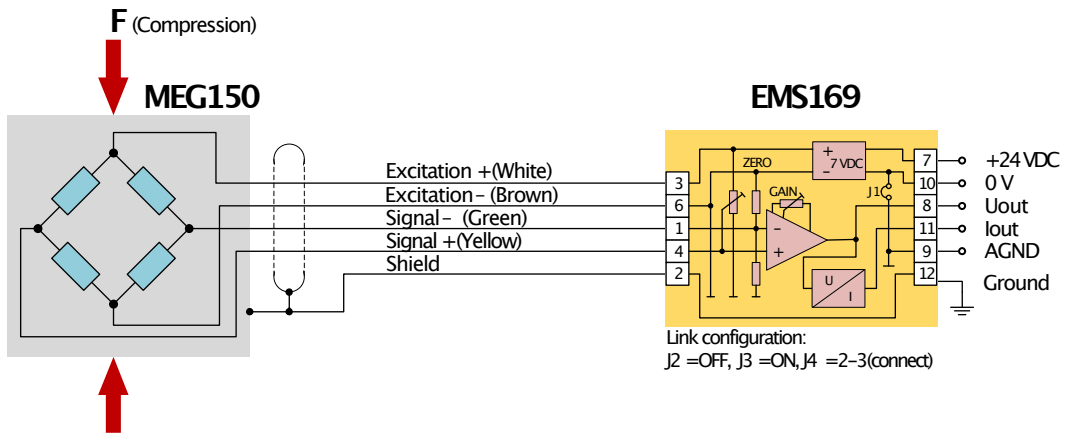 F (Compression)
MEG150
EMS169
Excitation +(White)
Excitation- (Brown)
Signal- (Green)
Signal +(Yellow)
Shield
3
6
1
4
2
ZERO
GAIN
+
7 VDC
-
J1
-
+
U
I
7
10
8
11
9
12
+24 VDC
0 V
Uout
Iout
AGND
Ground
Link configuration:
J2 =OFF, J3 =ON, J4 =2-3(connect)